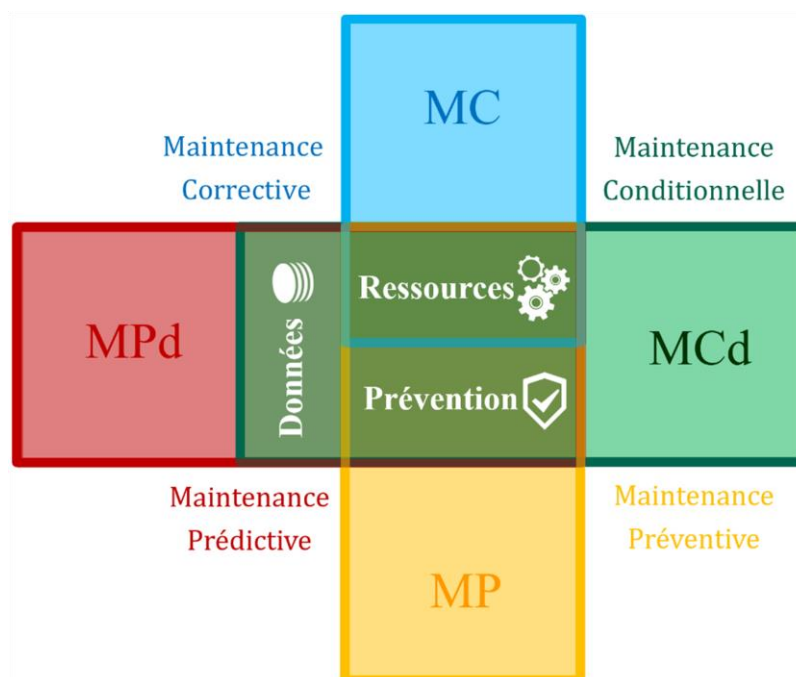 MC
Maintenance
Corrective
Maintenance
Conditionnelle
MPd
Données
Ressources
Prévention
MCd
Maintenance
Prédictive
Maintenance
Préventive
MP